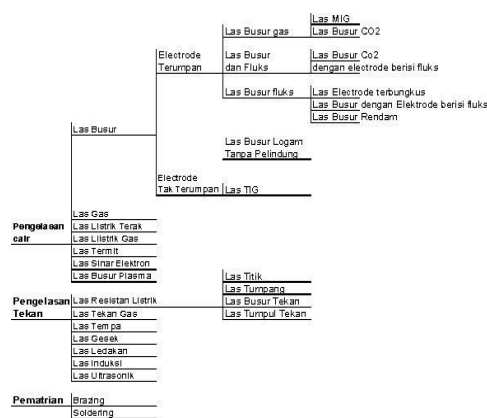 Las MIG
Las Busur gas
Las Busur CO2
Electrode
Terumpan
Las Busur
dan Fluks
Las Busur Co2
dengan electrode berisi fluks
Las Busur fluks
Las Electrode terbungkus
Las Busur dengan Elektrode berisi fluks
Las Busur Rendam
Las Busur
Las Busur Logam
Tanpa Pelindung
Electrode
Tak Terumpan
Las TIG
Pengelasan
cair
Las Gas
Las Listrik Terak
Las Llistrik Gas
Las Termit
Las Sinar Elektron
Las Busur Plasma
Pengelasan
Tekan
Las Resistan Listrik
Las Titik
Las Tumpang
Las Busur Tekan
Las Tumpul Tekan
Las Tekan Gas
Las Tempa
Las Gesek
Las Ledakan
Las Induksi
Las Ultrasonik
Pematrian
Brazing
Soldering